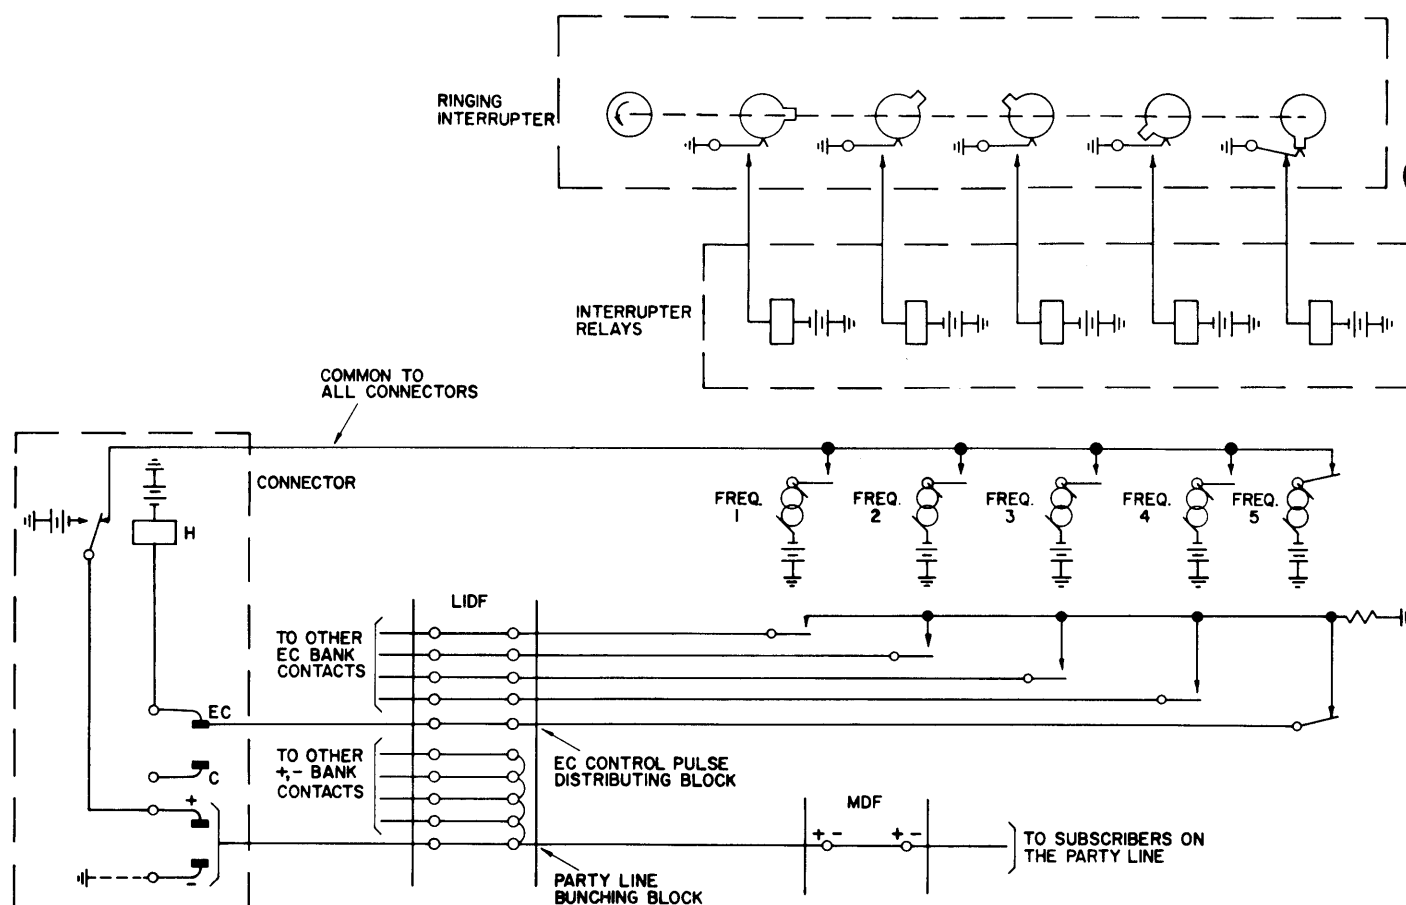 RINGING
INTERRUPTER
INTERRUPTER
RELAYS
COMMON TO
ALL CONNECTORS
CONNECTOR
H
FREQ.
1
FREQ.
2
FREQ.
3
FREQ.
4
FREQ.
5
LIDF
TO OTHER
EC BANK
CONTACTS
EC
TO OTHER
+,- BANK
CONTACTS
EC CONTROL PULSE
DISTRIBUTING BLOCK
C
+
-
MDF
+ -
+ -
TO SUBSCRIBERS ON
THE PARTY LINE
PARTY LINE
BUNCHING BLOCK